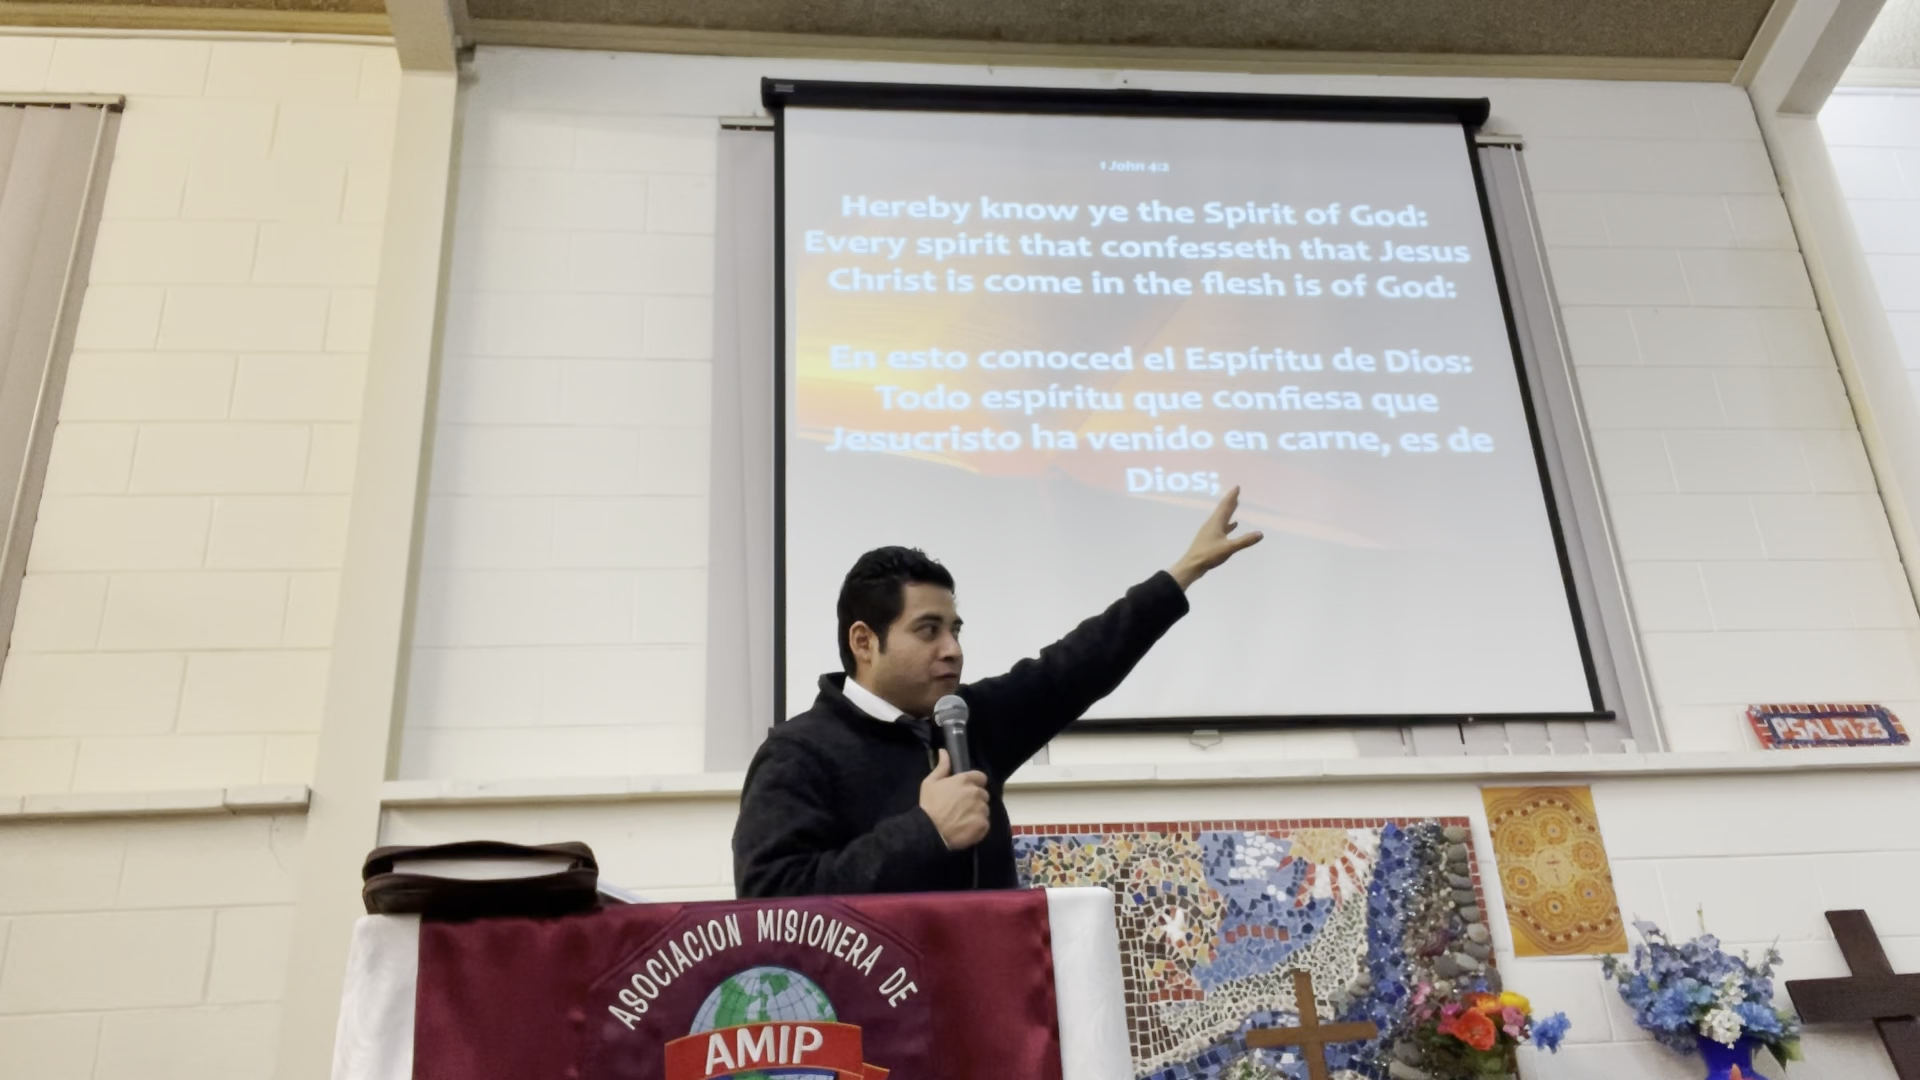 1 John 4:2
Hereby know ye the Spirit of God:
Every spirit that confesseth that Jesus
Christ is come in the flesh is of God:
En esto conoced el Espíritu de Dios:
Todo espíritu que confiesa que
Jesucristo ha venido en carne, es de
Dios;
PSALM 23
ASOCIACION MISIONERA DE
AMIP